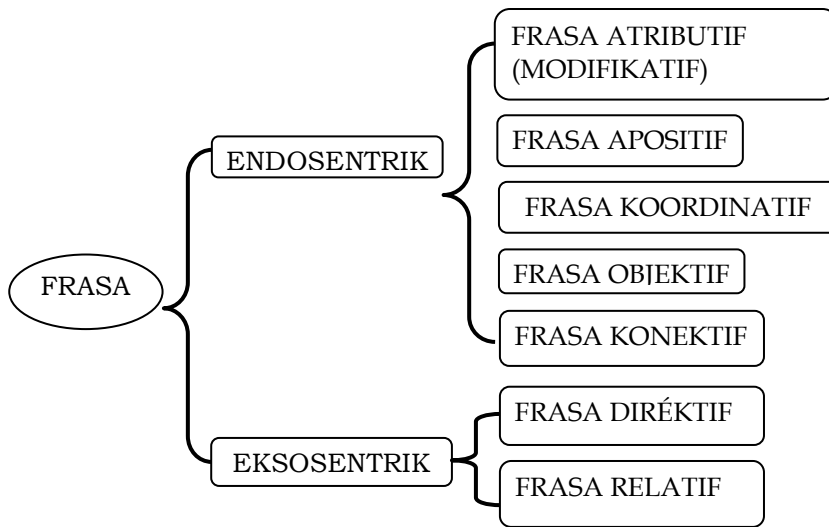 FRASA ATRIBUTIF
(MODIFIKATIF)
FRASA APOSITIF
ENDOSENTRIK
FRASA KOORDINATIF
FRASA OBJEKTIF
FRASA
FRASA KONEKTIF
FRASA DIRÉKTIF
EKSOSENTRIK
FRASA RELATIF